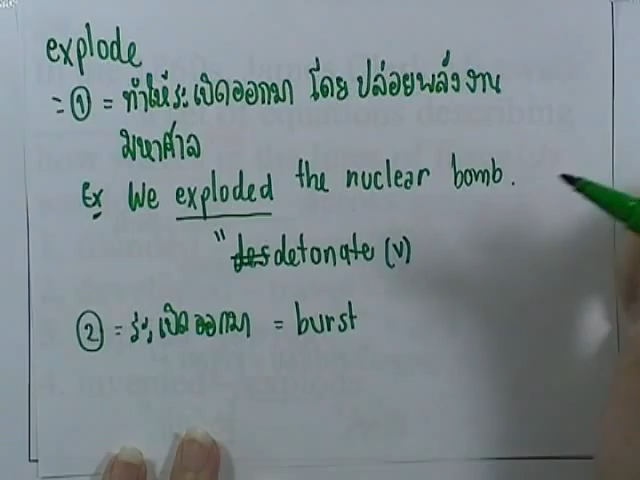 explode
= ① = ทำให้ระเบิดออกมา โดย ปล่อยพลังงาน
มหาศาล
Ex We exploded the nuclear bomb.
" des detonate (v)
② = ระเบิดออกมา = burst